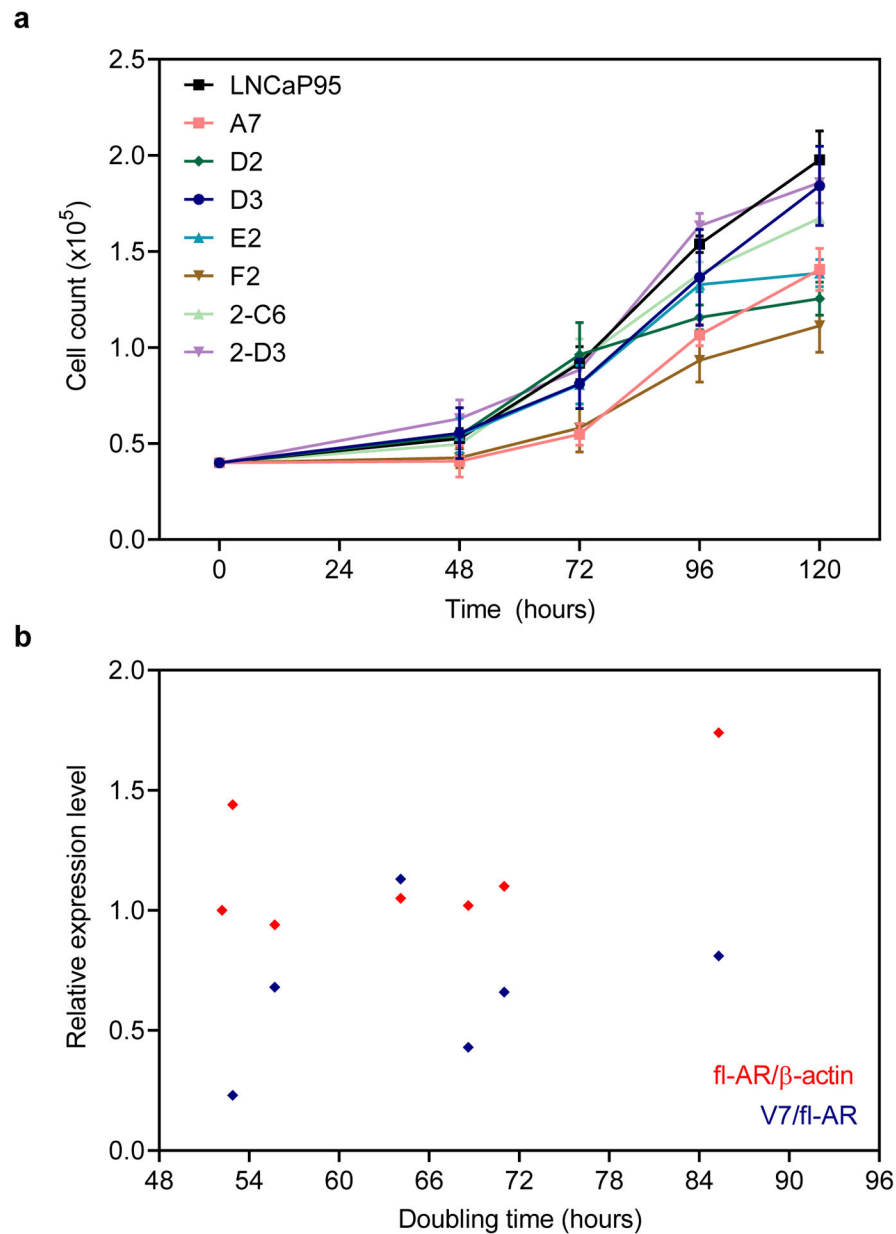 a
2.5
2.0
1.5
1.0
0.5
0.0
Cell count (x10⁵)
LNCaP95
A7
D2
D3
E2
F2
2-C6
2-D3
0 24 48 72 96 120
Time (hours)
b
2.0
1.5
1.0
0.5
0.0
Relative expression level
fl-AR/β-actin
V7/fl-AR
48 54 60 66 72 78 84 90 96
Doubling time (hours)